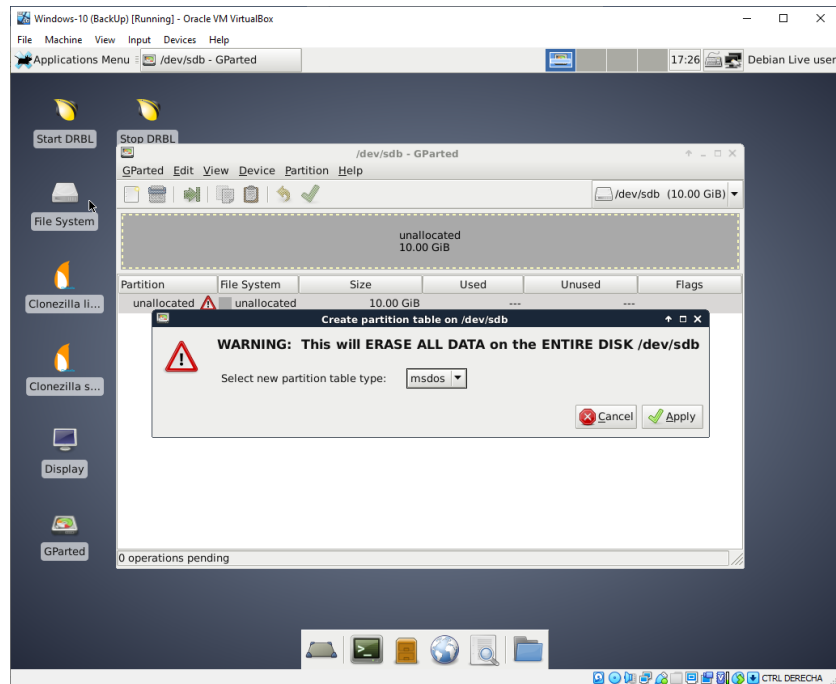 Windows-10 (BackUp) [Running] - Oracle VM VirtualBox
File Machine View Input Devices Help
Applications Menu /dev/sdb - GParted 17:26 Debian Live user
Start DRBL Stop DRBL
/dev/sdb - GParted
GParted Edit View Device Partition Help
/dev/sdb (10.00 GiB)
File System
unallocated
10.00 GiB
Partition File System Size Used Unused Flags
unallocated unallocated 10.00 GiB --- ---
Clonezilla li...
Create partition table on /dev/sdb
WARNING: This will ERASE ALL DATA on the ENTIRE DISK /dev/sdb
Select new partition table type: msdos
Clonezilla s...
Cancel Apply
Display
GParted
0 operations pending
CTRL DERECHA